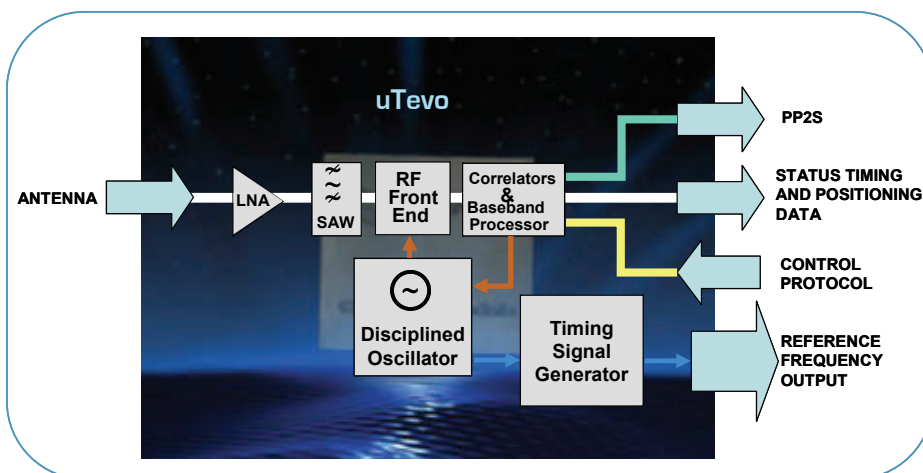 uTevo
PP2S
ANTENNA
LNA
SAW
RF
Front
End
Correlators
&
Baseband
Processor
STATUS TIMING
AND POSITIONING
DATA
CONTROL
PROTOCOL
Disciplined
Oscillator
Timing
Signal
Generator
REFERENCE
FREQUENCY
OUTPUT